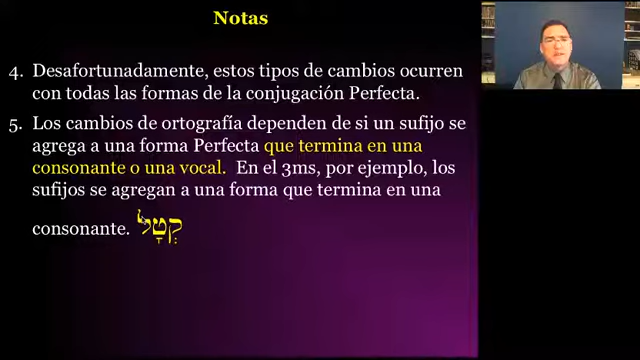 Notas
4. Desafortunadamente, estos tipos de cambios ocurren
con todas las formas de la conjugación Perfecta.
5. Los cambios de ortografía dependen de si un sufijo se
agrega a una forma Perfecta que termina en una
consonante o una vocal. En el 3ms, por ejemplo, los
sufijos se agregan a una forma que termina en una
consonante. קְטָל